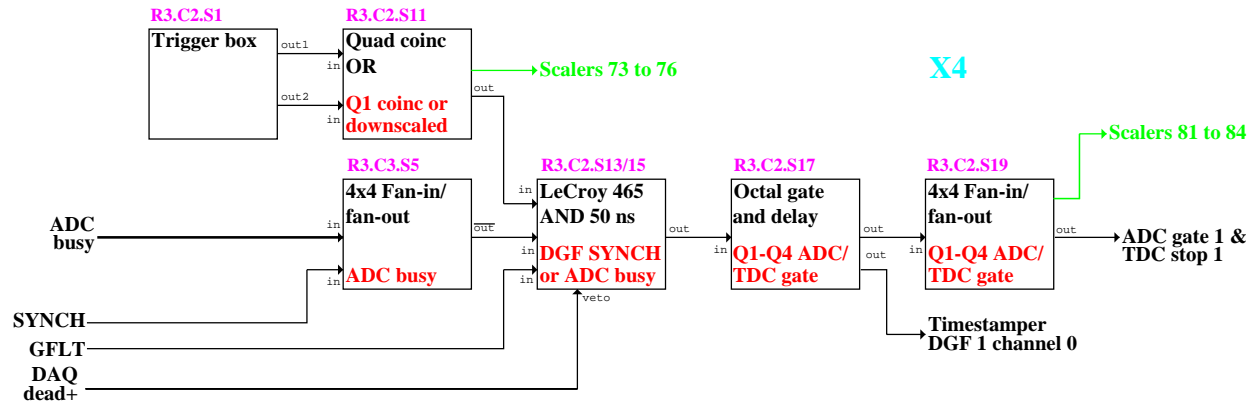 R3.C2.S1
Trigger box
out1
out2
R3.C2.S11
Quad coinc
OR
Q1 coinc or
downscaled
in
in
out
Scalers 73 to 76
X4
Scalers 81 to 84
R3.C3.S5
4x4 Fan-in/
fan-out
ADC busy
in
in
out
ADC
busy
SYNCH
GFLT
DAQ
dead+
R3.C2.S13/15
LeCroy 465
AND 50 ns
DGF SYNCH
or ADC busy
in
in
in
veto
out
R3.C2.S17
Octal gate
and delay
Q1-Q4 ADC/
TDC gate
in
out
out
R3.C2.S19
4x4 Fan-in/
fan-out
Q1-Q4 ADC/
TDC gate
in
out
out
ADC gate 1 &
TDC stop 1
Timestamper
DGF 1 channel 0